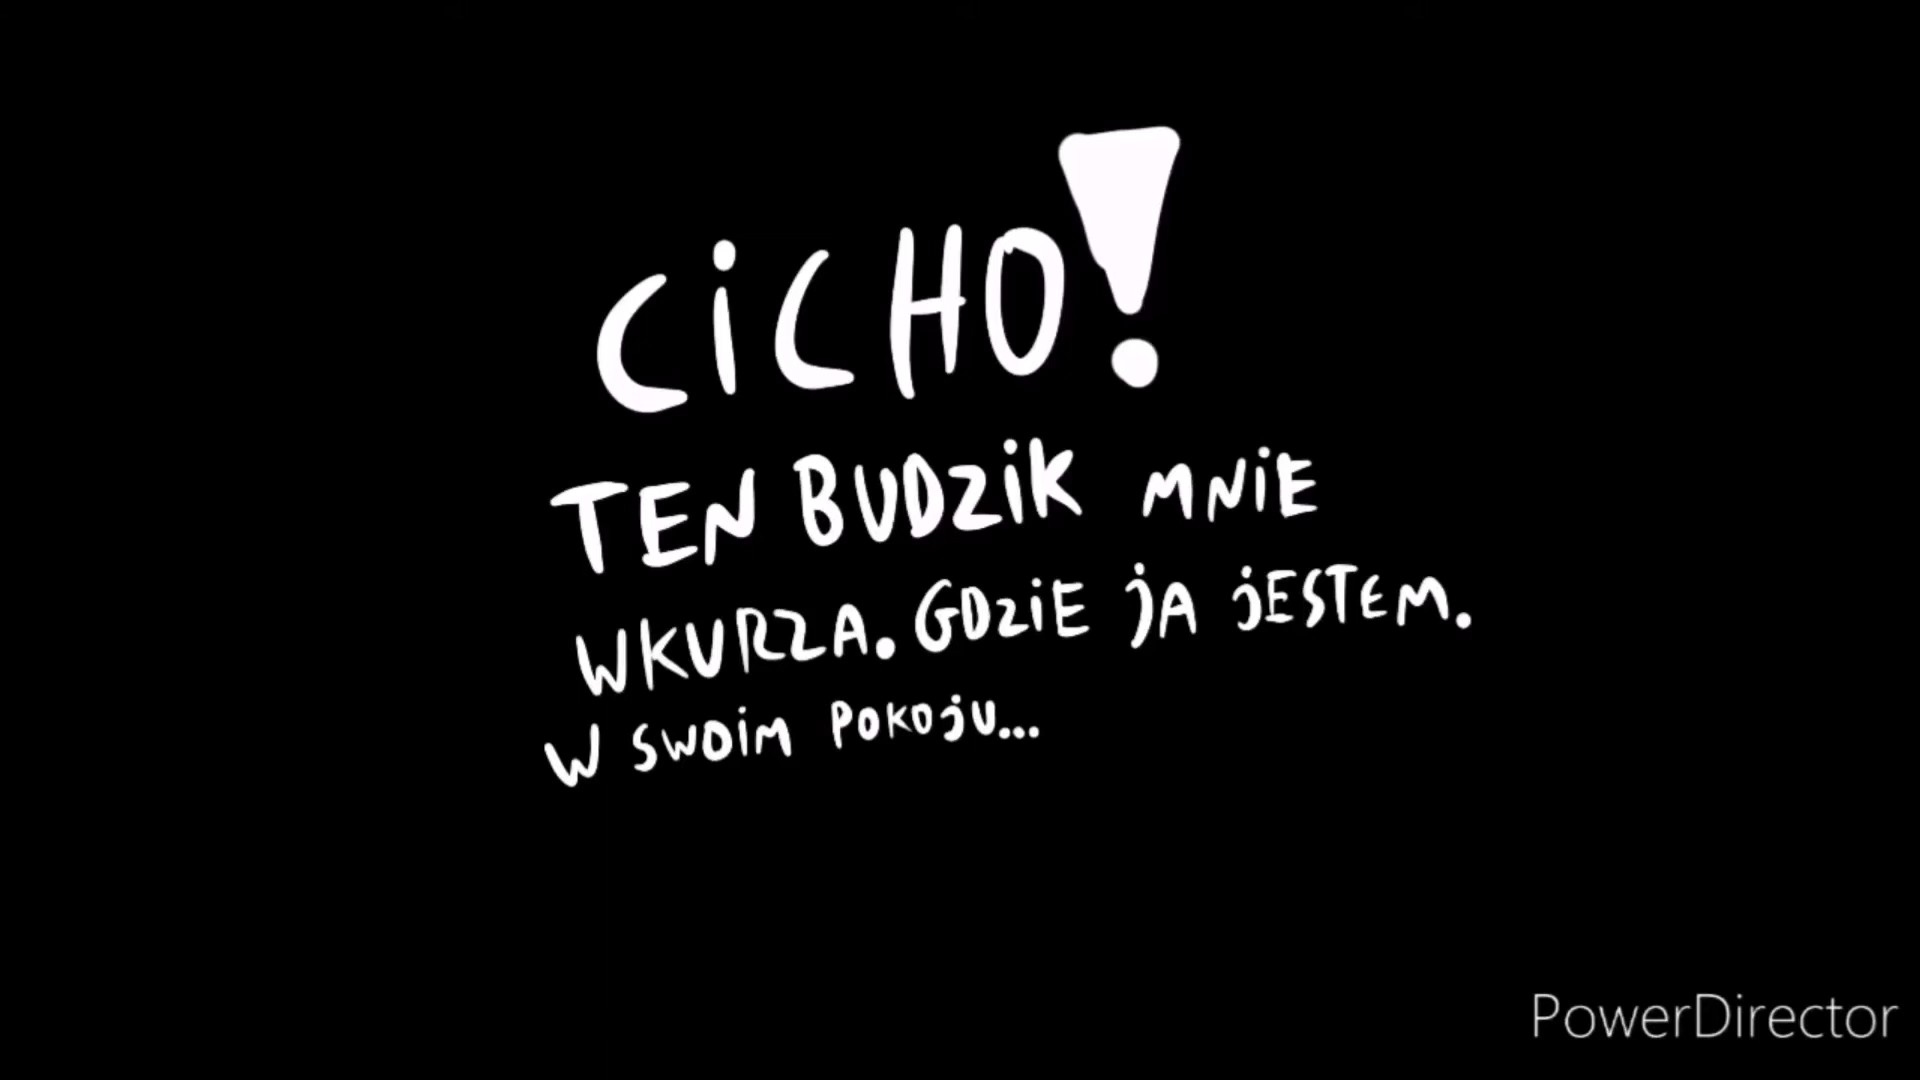 CiCHO!
TEN BUDZiK MNiE
WKURZA. GDZiE jA jESTEM.
W SWOiM POKOjU...
PowerDirector